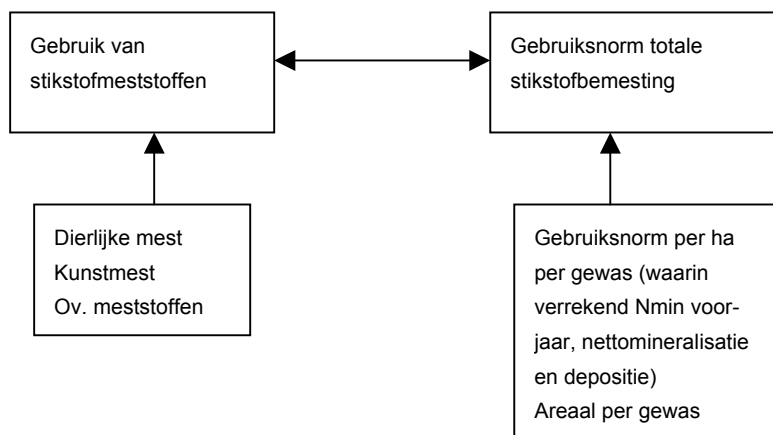 Gebruik van
stikstofmeststoffen
Gebruiksnorm totale
stikstofbemesting
Dierlijke mest
Kunstmest
Ov. meststoffen
Gebruiksnorm per ha
per gewas (waarin
verrekend Nmin voor-
jaar, nettomineralisatie
en depositie)
Areaal per gewas